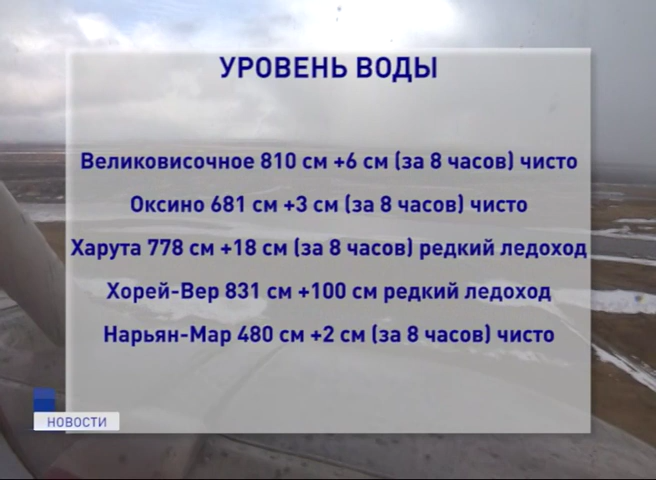 УРОВЕНЬ ВОДЫ
Великовисочное 810 см +6 см (за 8 часов) чисто
Оксино 681 см +3 см (за 8 часов) чисто
Харута 778 см +18 см (за 8 часов) редкий ледоход
Хорей-Вер 831 см +100 см редкий ледоход
Нарьян-Мар 480 см +2 см (за 8 часов) чисто
НОВОСТИ